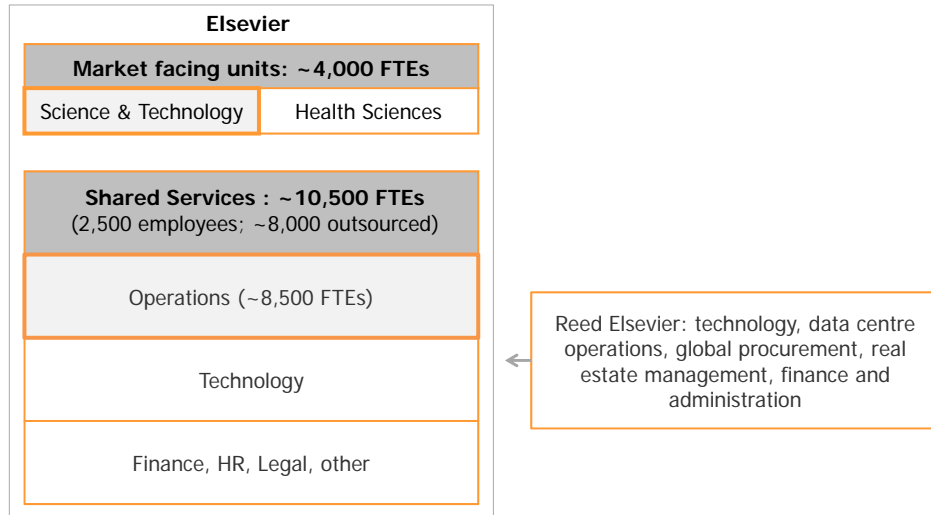 Elsevier
Market facing units: ~4,000 FTEs
Science & Technology
Health Sciences
Shared Services : ~10,500 FTEs
(2,500 employees; ~8,000 outsourced)
Operations (~8,500 FTEs)
Technology
Finance, HR, Legal, other
Reed Elsevier: technology, data centre
operations, global procurement, real
estate management, finance and
administration